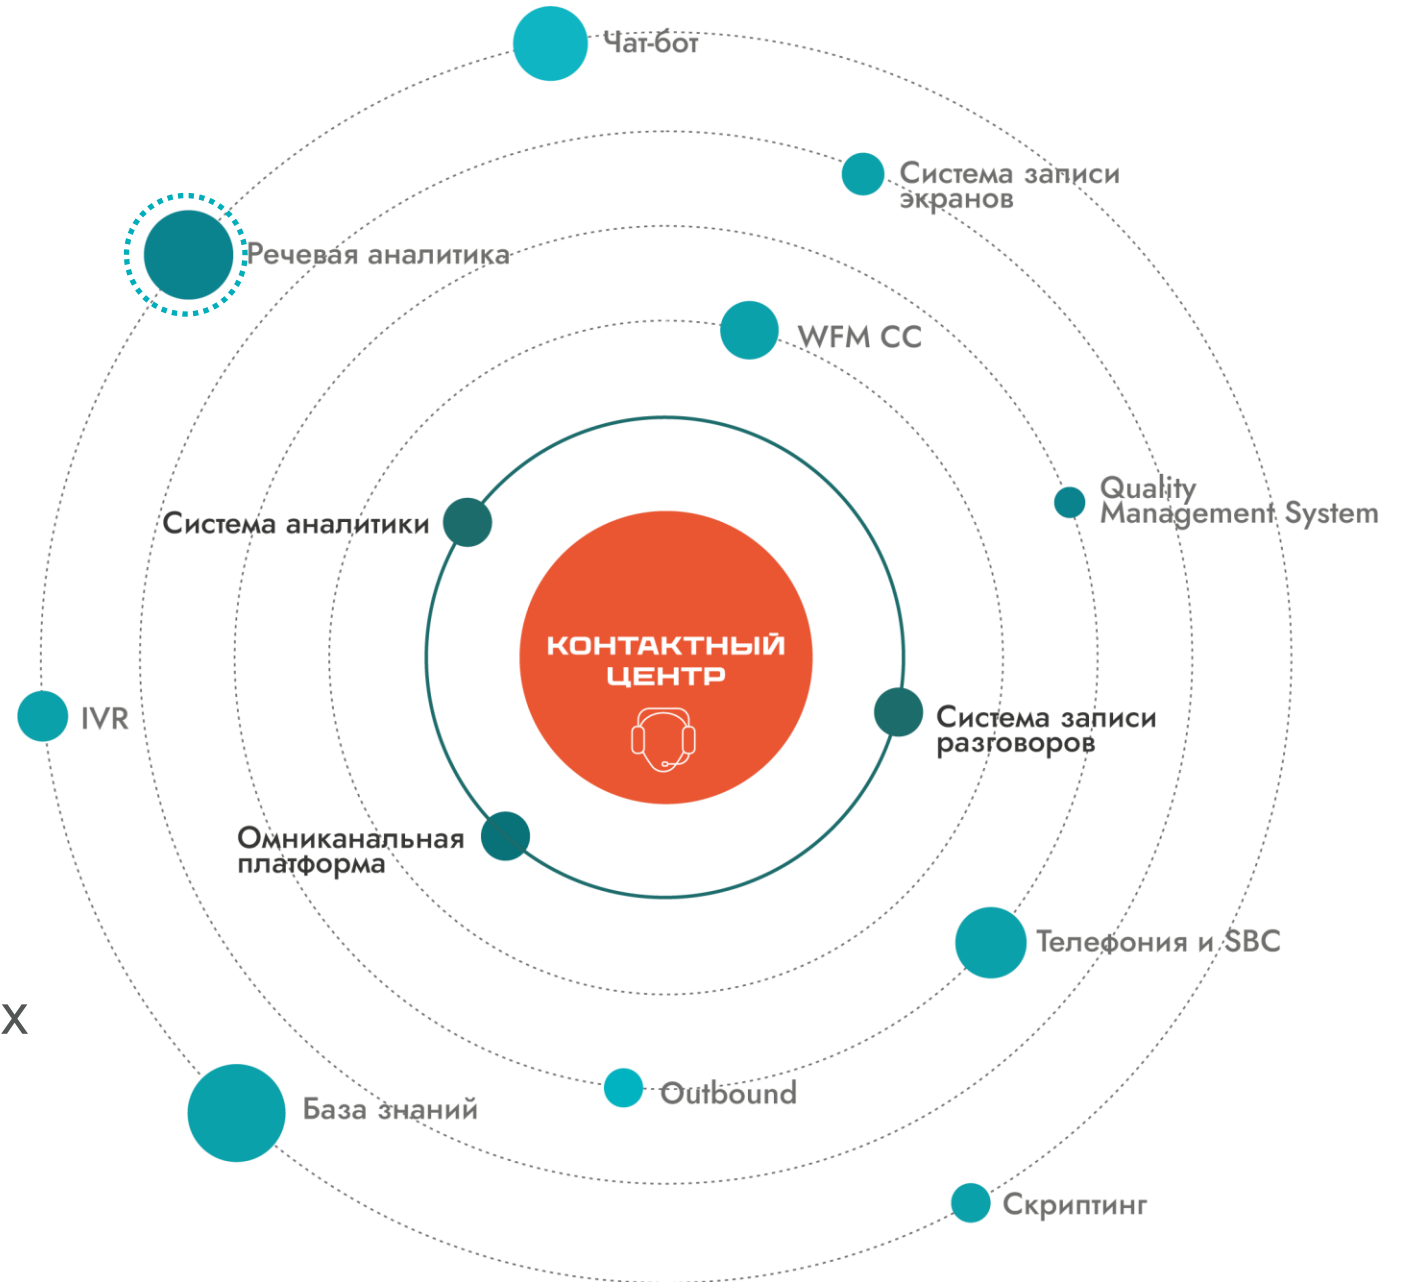 Чат-бот
Система записи
экранов
Речевая аналитика
WFM CC
Quality
Management System
Система аналитики
КОНТАКТНЫЙ
ЦЕНТР
IVR
Система записи
разговоров
Омниканальная
платформа
Телефония и SBC
х
База знаний
Outbound
Скриптинг